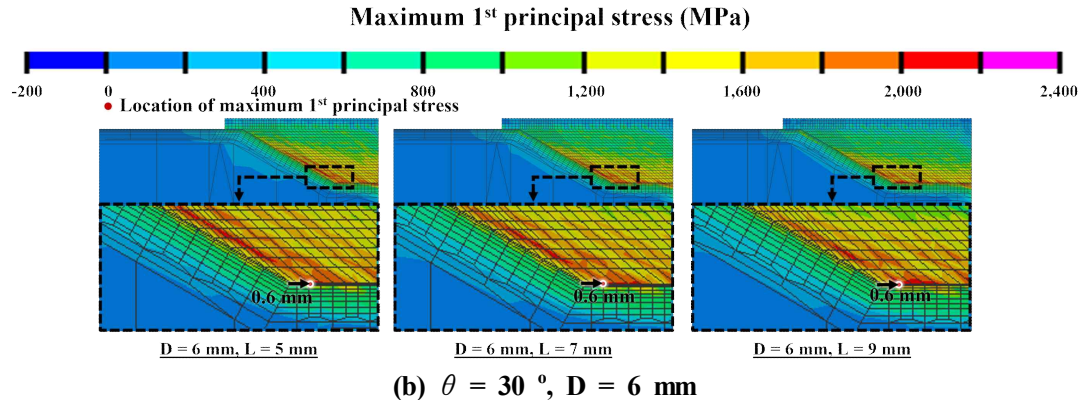 Maximum 1st principal stress (MPa)
-200 0 400 800 1,200 1,600 2,000 2,400
Location of maximum 1st principal stress
0.6 mm 0.6 mm 0.6 mm
D = 6 mm, L = 5 mm D = 6 mm, L = 7 mm D = 6 mm, L = 9 mm
(b) θ = 30 º, D = 6 mm